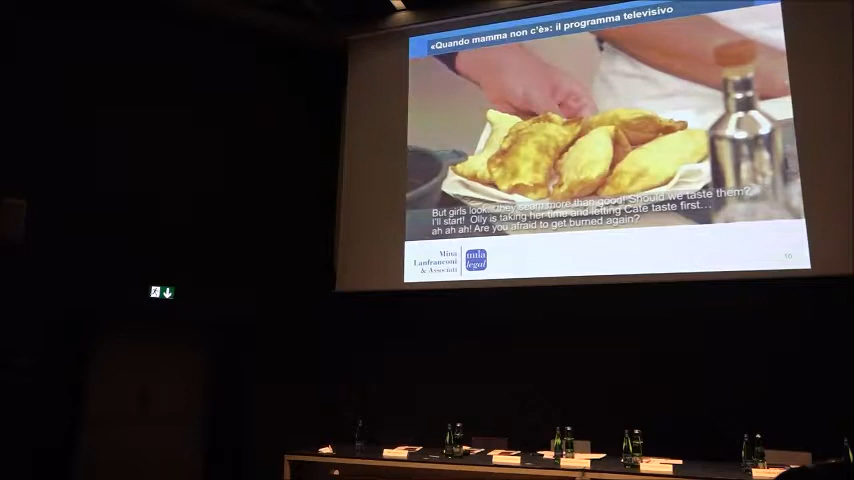 «Quando mamma non c'è»: il programma televisivo
But girls look...they seem more than good! Should we taste them?
I'll start! Olly is taking her time and letting Cate taste first…
ah ah ah! Are you afraid to get burned again?
Mina
Lanfranconi
& Associati
mila
legal
10